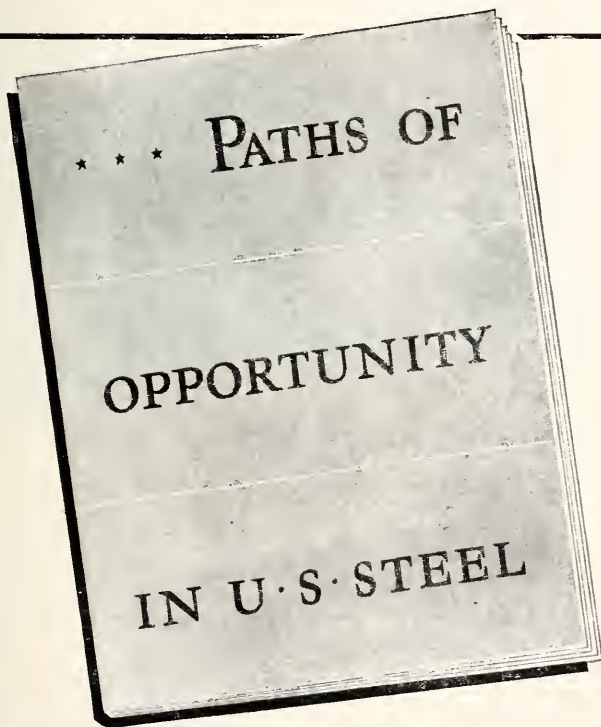 ★ ★ ★ PATHS OF
OPPORTUNITY
IN U·S·STEEL